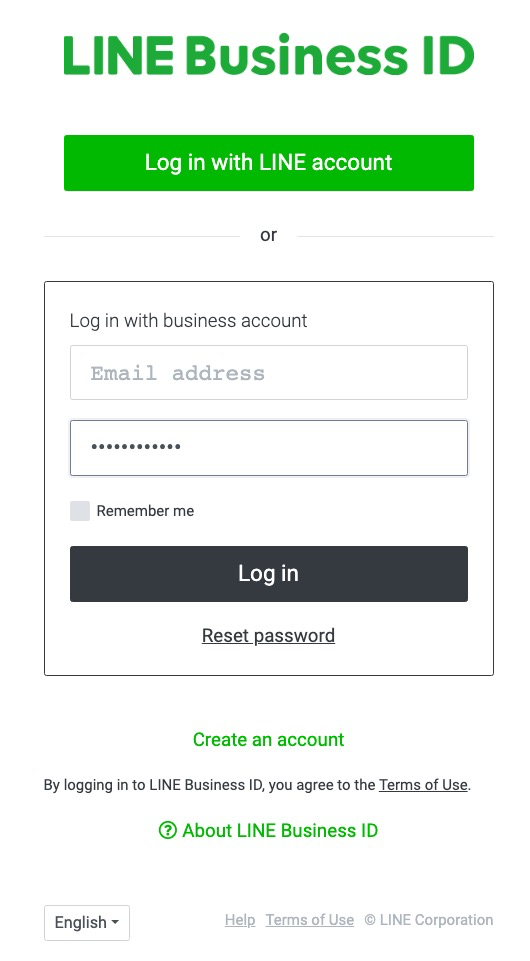 LINE Business ID
Log in with LINE account
or
Log in with business account
Email address
••••••••••••
Remember me
Log in
Reset password
Create an account
By logging in to LINE Business ID, you agree to the Terms of Use.
About LINE Business ID
English
Help Terms of Use © LINE Corporation